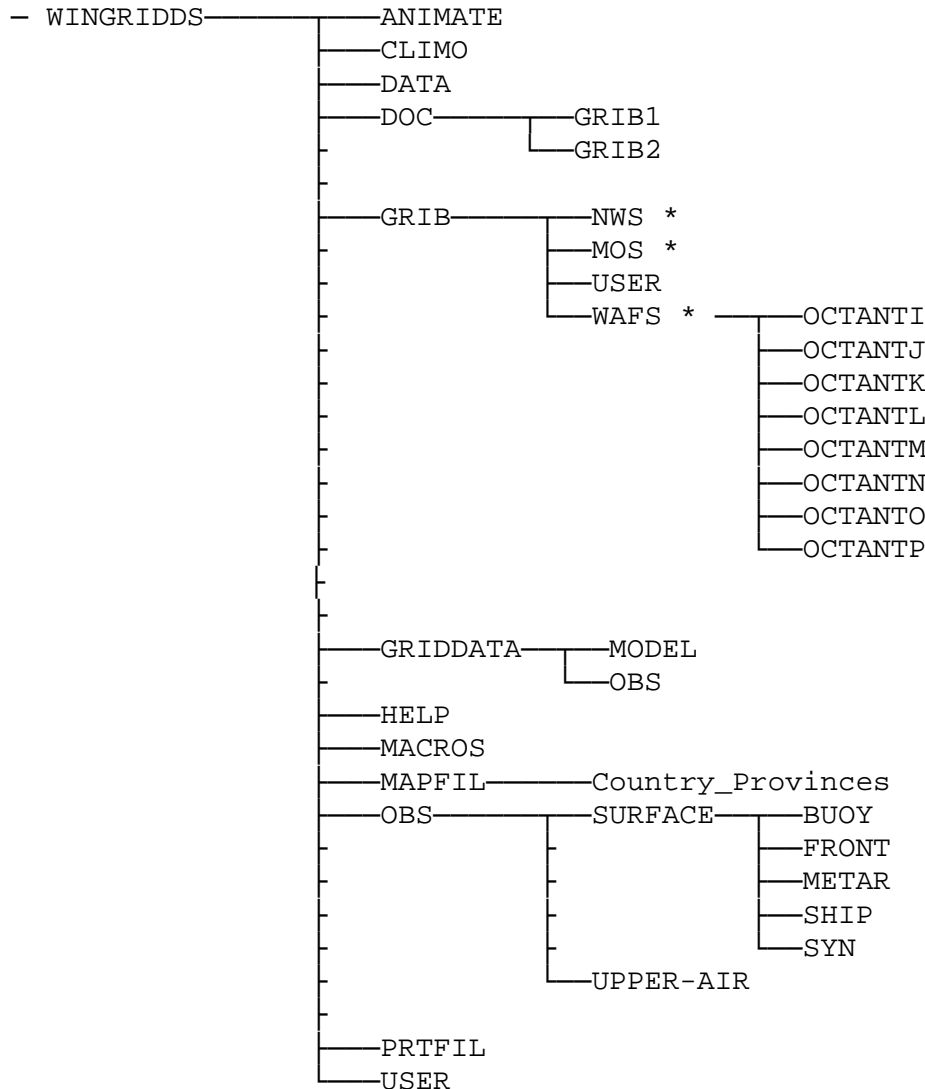 WINGRIDDS ANIMATE
CLIMO
DATA
DOC GRIB1
GRIB2
GRIB NWS *
MOS *
USER
WAFS * OCTANTI
OCTANTJ
OCTANTK
OCTANTL
OCTANTM
OCTANTN
OCTANTO
OCTANTP
GRIDDATA MODEL
OBS
HELP
MACROS
MAPFIL Country_Provinces
OBS SURFACE BUOY
FRONT
METAR
SHIP
SYN
UPPER-AIR
PRTFIL
USER